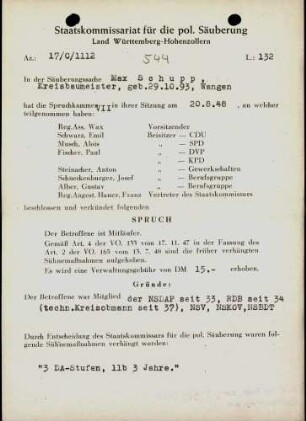 Staatskommissariat für die pol. Säuberung
Land Württemberg-Hohenzollern
Az.: 17/C/1112 544 L: 132
In der Säuberungssache Max Schupp,
Kreisbaumeister, geb.29.10.93, Wangen
hat die Spruchkammer VII in ihrer Sitzung am 20.8.48, an welcher
teilgenommen haben:
Reg.Ass. Wax Vorsitzender
Schwarz, Emil Beisitzer — CDU
Musch, Alois „ — SPD
Fischer, Paul „ — DVP
„ — KPD
Steinacher, Anton „ — Gewerkschaften
Schneckenburger, Josef „ — Berufsgruppe
Alber, Gustav „ — Berufsgruppe
Reg.Angest. Franz Vertreter des Staatskommissars
beschlossen und verkündet folgenden
SPRUCH
Der Betroffene ist Mitläufer.
Gemäß Art. 4 der VO. 133 vom 17. 11. 47 in der Fassung des
Art. 2 der VO. 165 vom 13. 7. 48 sind die früher verhängten
Sühnemaßnahmen aufgehoben.
Es wird eine Verwaltungsgebühr von DM 15.- erhoben.
Gründe:
Der Betroffene war Mitglied der NSDAP seit 33, RDB seit 34
(techn.Kreisobmann seit 37), NSV, NSKOV,NSBDT
Durch Entscheidung des Staatskommissars für die pol. Säuberung waren fol-
gende Sühnemaßnahmen verhängt worden:
"3 DA-Stufen, llb 3 Jahre."